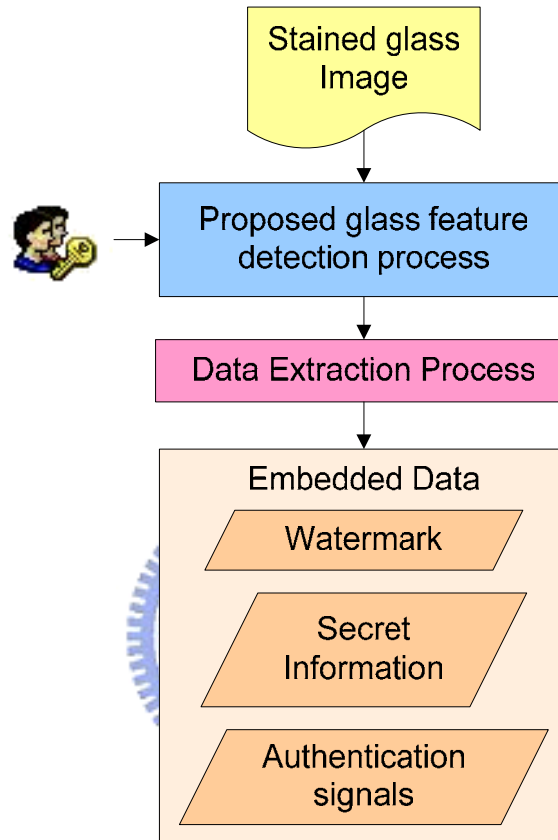 Stained glass
Image
Proposed glass feature
detection process
Data Extraction Process
Embedded Data
Watermark
Secret
Information
Authentication
signals